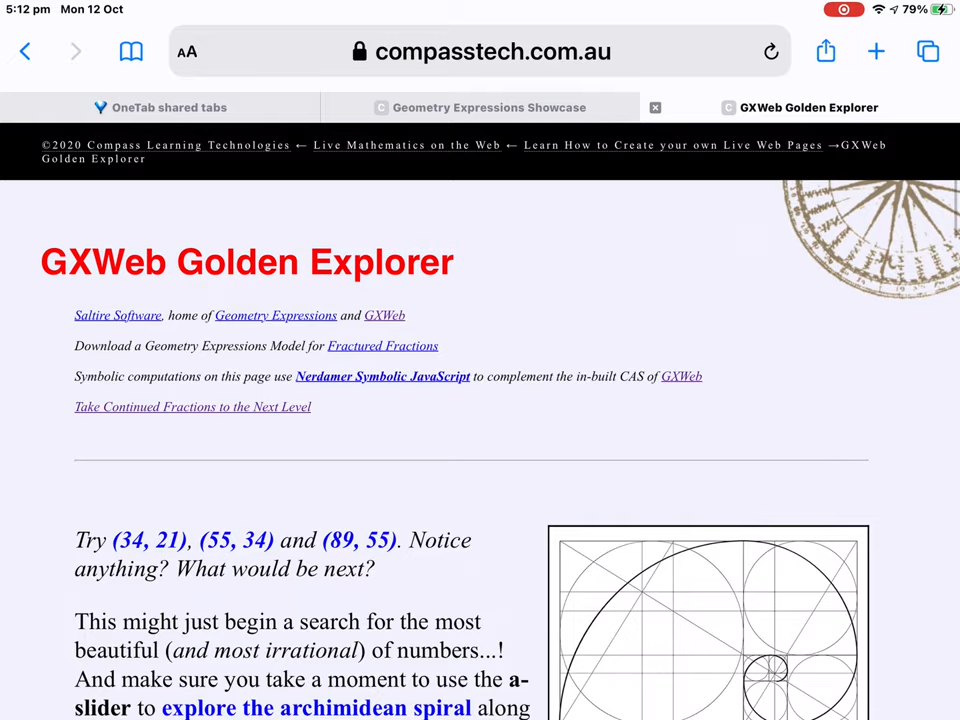 5:12 pm Mon 12 Oct 79%
AA compasstech.com.au
OneTab shared tabs C Geometry Expressions Showcase C GXWeb Golden Explorer
©2020 Compass Learning Technologies ← Live Mathematics on the Web ← Learn How to Create your own Live Web Pages →GXWeb
Golden Explorer
GXWeb Golden Explorer
Saltire Software, home of Geometry Expressions and GXWeb
Download a Geometry Expressions Model for Fractured Fractions
Symbolic computations on this page use Nerdamer Symbolic JavaScript to complement the in-built CAS of GXWeb
Take Continued Fractions to the Next Level
Try (34, 21), (55, 34) and (89, 55). Notice
anything? What would be next?
This might just begin a search for the most
beautiful (and most irrational) of numbers...!
And make sure you take a moment to use the a-
slider to explore the archimedean spiral along